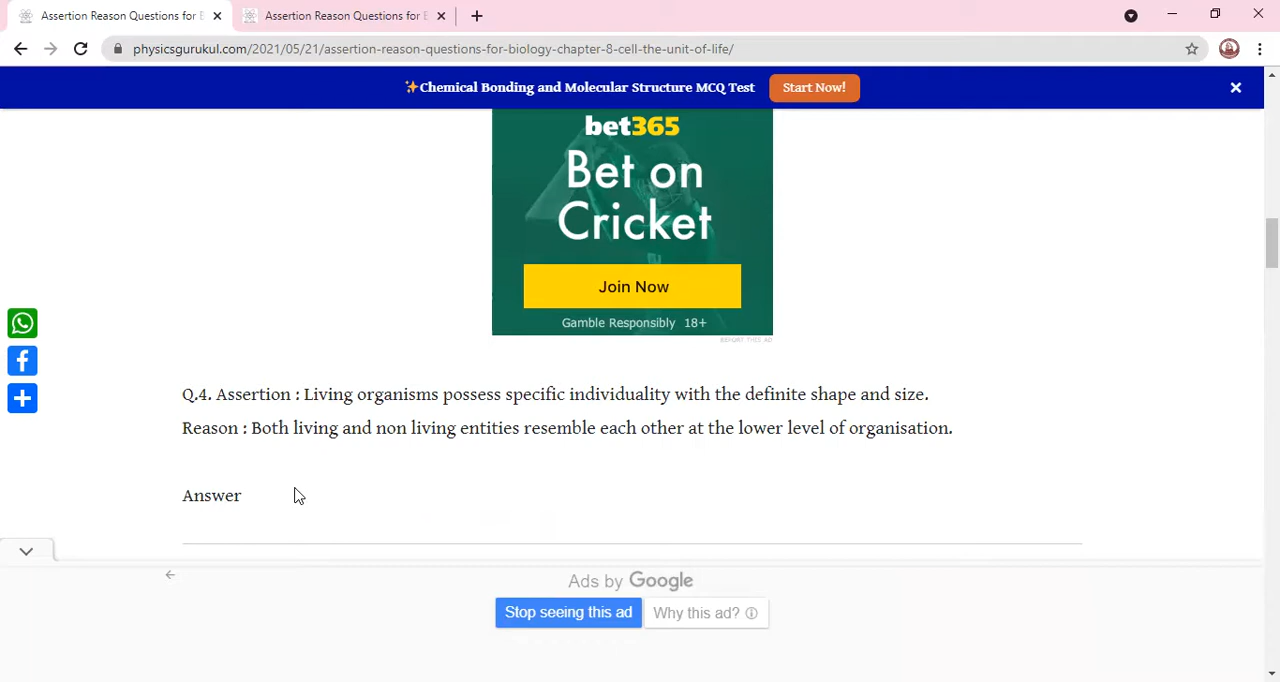 Assertion Reason Questions for B
Assertion Reason Questions for B
physicsgurukul.com/2021/05/21/assertion-reason-questions-for-biology-chapter-8-cell-the-unit-of-life/
✨Chemical Bonding and Molecular Structure MCQ Test Start Now!
bet365
Bet on
Cricket
Join Now
Gamble Responsibly 18+
REPORT THIS AD
Q.4. Assertion : Living organisms possess specific individuality with the definite shape and size.
Reason : Both living and non living entities resemble each other at the lower level of organisation.
Answer
Ads by Google
Stop seeing this ad Why this ad?